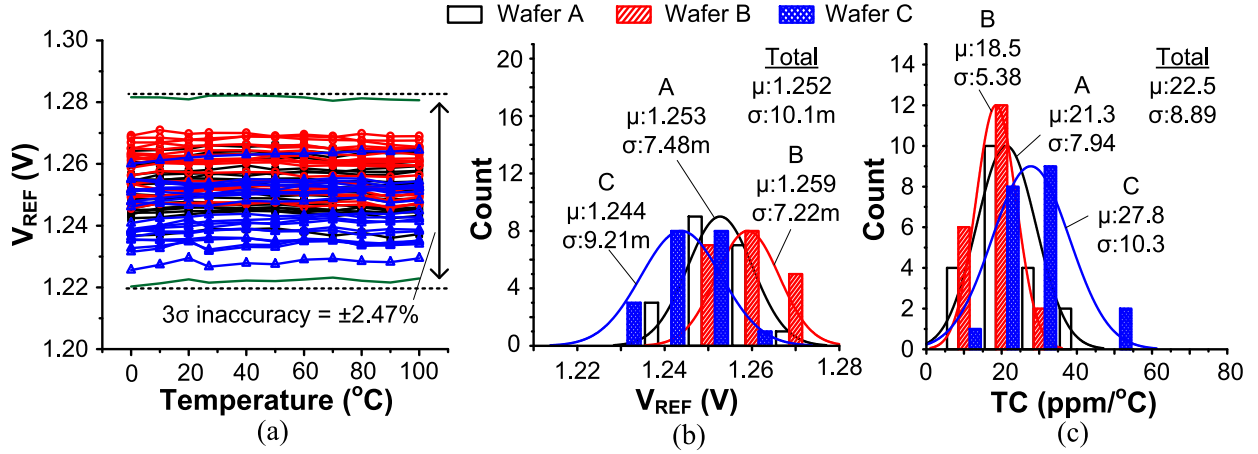 Wafer A Wafer B Wafer C
1.30
1.28
1.26
1.24
1.22
1.20
V_REF (V)
3σ inaccuracy = ±2.47%
0 20 40 60 80 100
Temperature (°C)
(a)
8
6
4
2
0
Count
A
μ:1.253
σ:7.48m
Total
μ:1.252
σ:10.1m
B
μ:1.259
σ:7.22m
C
μ:1.244
σ:9.21m
1.22 1.24 1.26 1.28
V_REF (V)
(b)
14
12
10
8
6
4
2
0
Count
B
μ:18.5
σ:5.38
A
μ:21.3
σ:7.94
Total
μ:22.5
σ:8.89
C
μ:27.8
σ:10.3
0 20 40 60 80
TC (ppm/°C)
(c)